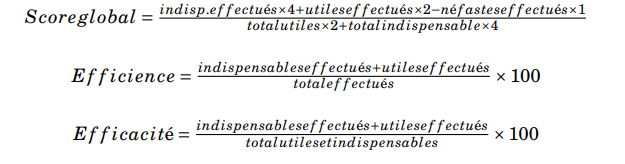 Scoreglobal = indisp.effectués×4+utileseffectués×2−néfasteseffectués×1 / totalutiles×2+totalindispensable×4
Efficience = indispensableseffectués+utileseffectués / totaleffectués × 100
Efficacité = indispensableseffectués+utileseffectués / totalutilesetindispensables × 100